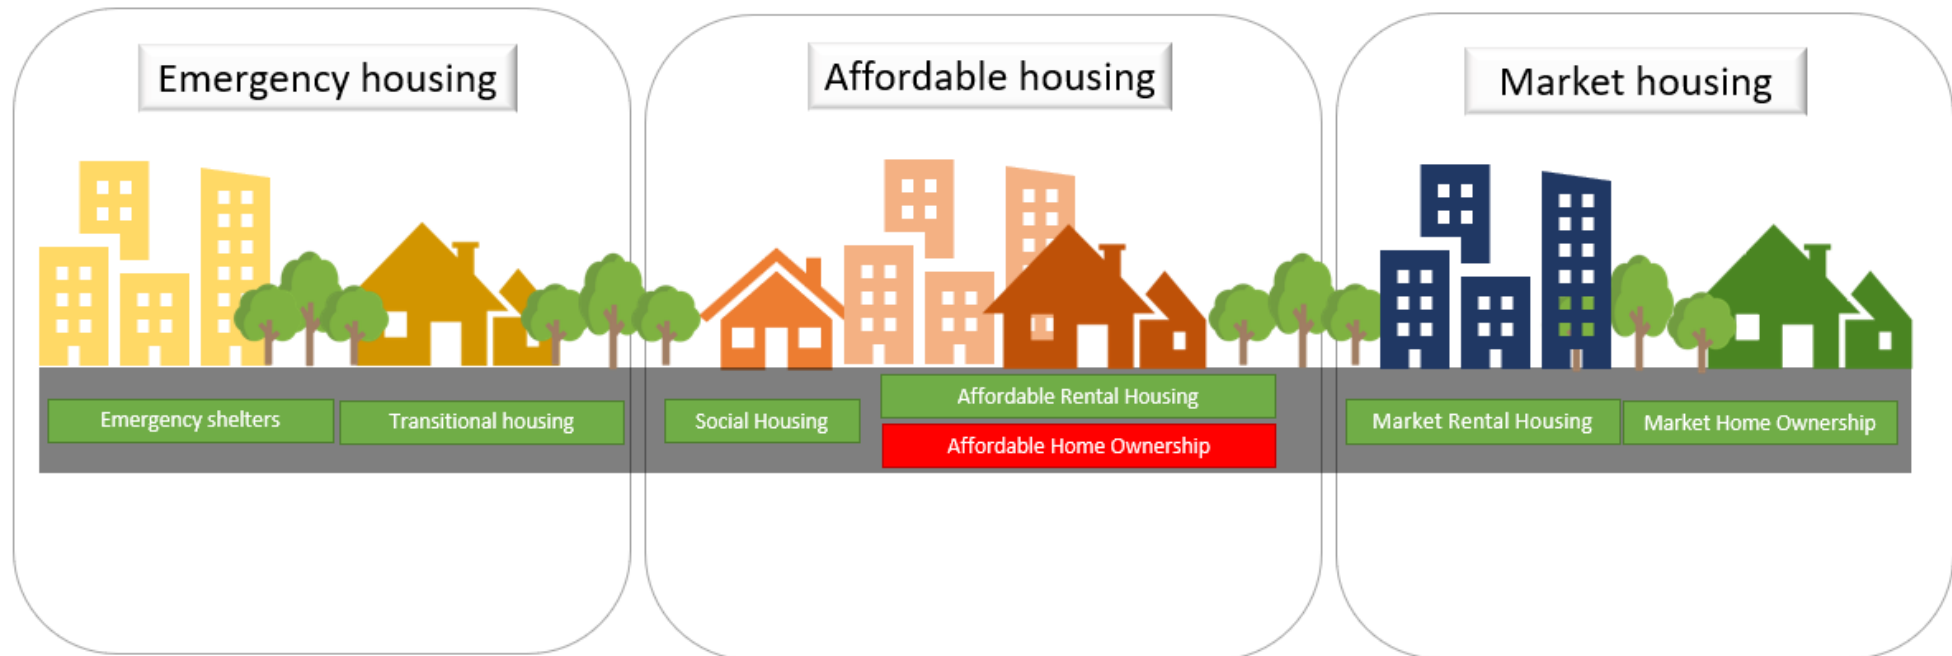 Emergency housing
Affordable housing
Market housing
Emergency shelters
Transitional housing
Social Housing
Affordable Rental Housing
Affordable Home Ownership
Market Rental Housing
Market Home Ownership